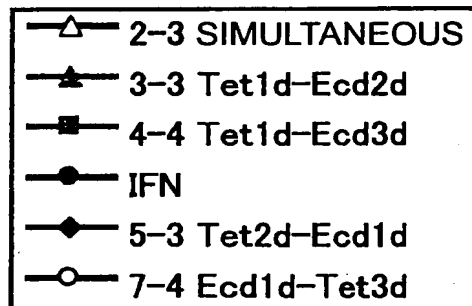 2-3 SIMULTANEOUS
3-3 Tet1d-Ecd2d
4-4 Tet1d-Ecd3d
IFN
5-3 Tet2d-Ecd1d
7-4 Ecd1d-Tet3d